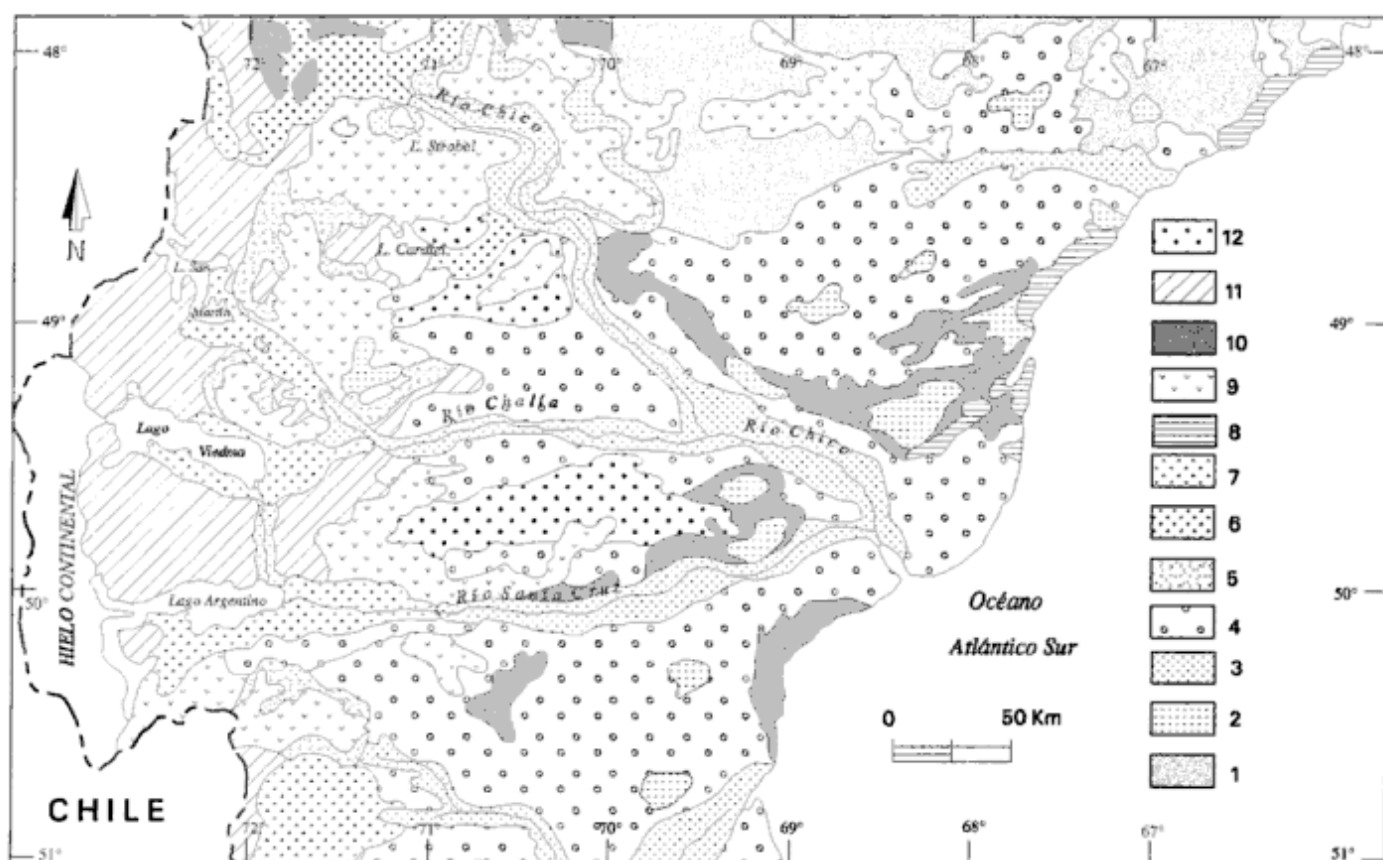 48°
72°
71°
70°
69°
68°
67°
48°
Río Chico
L. Strobel
N
L. Cardiel
L. San
Martín
12
11
10
9
8
7
6
5
4
3
2
1
49°
49°
Río Chalía
Río Chico
Lago
Viedma
HIELO CONTINENTAL
50°
Lago Argentino
Río Santa Cruz
Océano
Atlántico Sur
50°
0 50 Km
CHILE
51°
72°
71°
70°
69°
68°
67°
51°